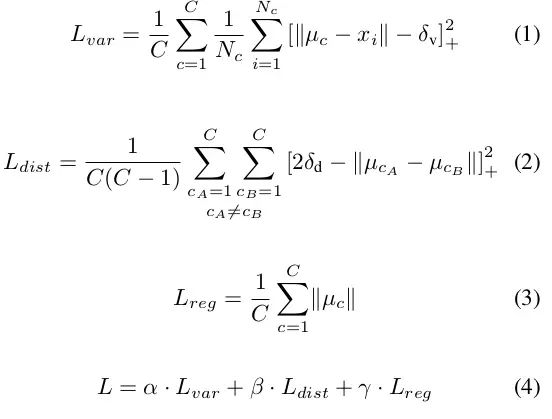 L_{var} = \frac{1}{C} \sum_{c=1}^{C} \frac{1}{N_c} \sum_{i=1}^{N_c} [\|\mu_c - x_i\| - \delta_v]_+^2 (1)
L_{dist} = \frac{1}{C(C-1)} \sum_{c_A=1}^{C} \sum_{\substack{c_B=1 \\ c_A \neq c_B}}^{C} [2\delta_d - \|\mu_{c_A} - \mu_{c_B}\|]_+^2 (2)
L_{reg} = \frac{1}{C} \sum_{c=1}^{C} \|\mu_c\| (3)
L = \alpha \cdot L_{var} + \beta \cdot L_{dist} + \gamma \cdot L_{reg} (4)